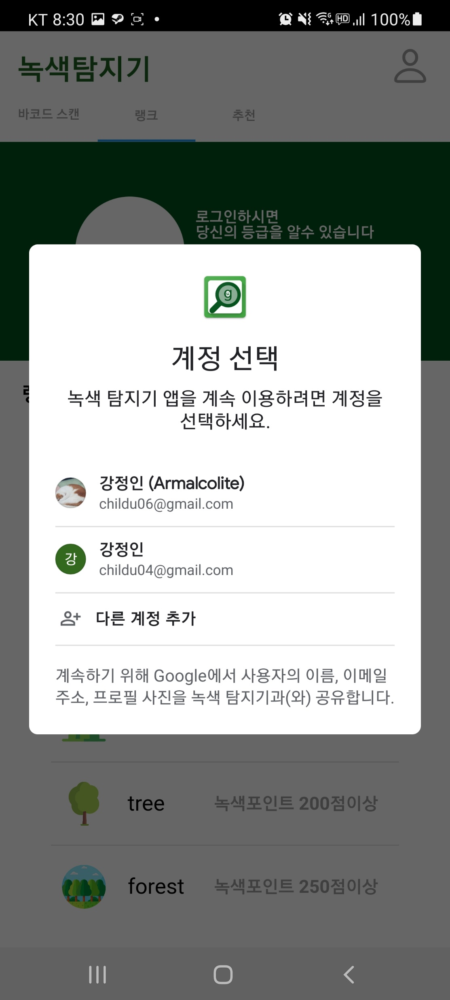 KT 8:30
HD
100%
녹색탐지기
바코드 스캔
랭크
추천
로그인하시면
당신의 등급을 알수 있습니다
g
계정 선택
녹색 탐지기 앱을 계속 이용하려면 계정을
선택하세요.
강정인 (Armalcolite)
childu06@gmail.com
강
강정인
childu04@gmail.com
다른 계정 추가
계속하기 위해 Google에서 사용자의 이름, 이메일
주소, 프로필 사진을 녹색 탐지기과(와) 공유합니다.
tree
녹색포인트 200점이상
forest
녹색포인트 250점이상